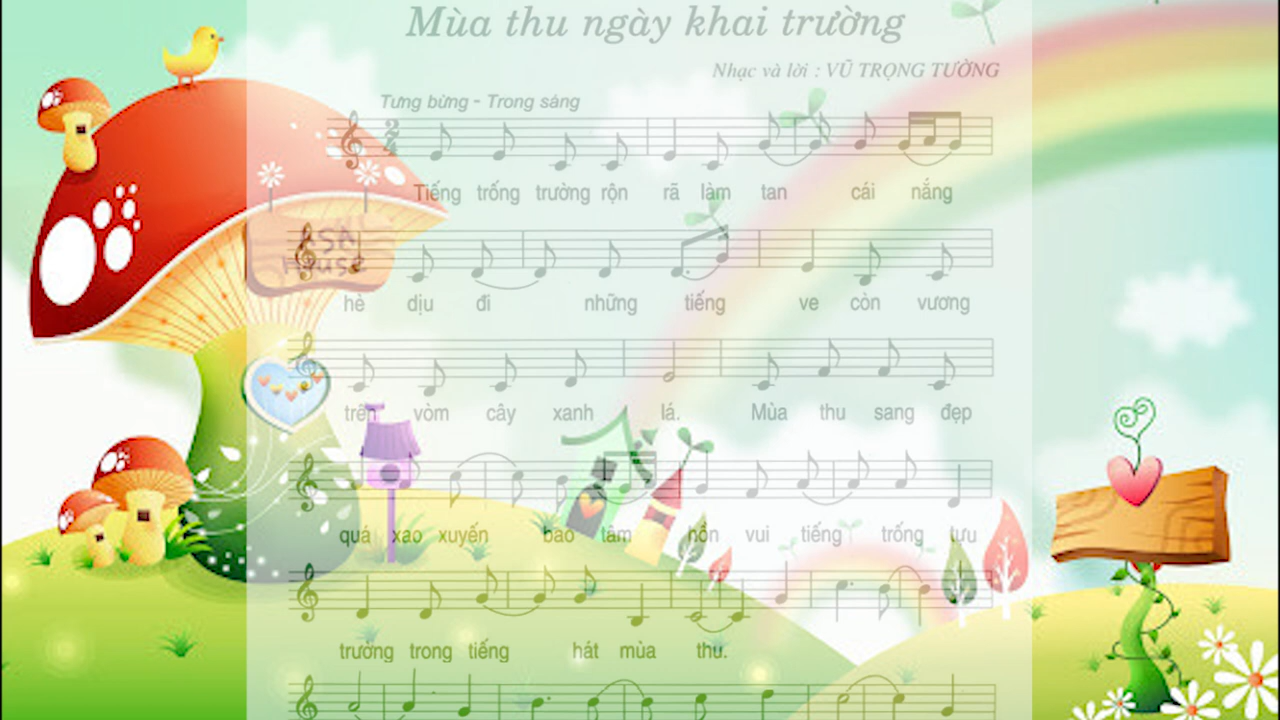 Mùa thu ngày khai trường
Nhạc và lời : VŨ TRỌNG TƯỜNG
Tưng bừng - Trong sáng
Tiếng trống trường rộn rã làm tan cái nắng
hè dịu đi những tiếng ve còn vương
trên vòm cây xanh lá. Mùa thu sang đẹp
quá xao xuyến bao tâm hồn vui tiếng trống tựu
trường trong tiếng hát mùa thu.